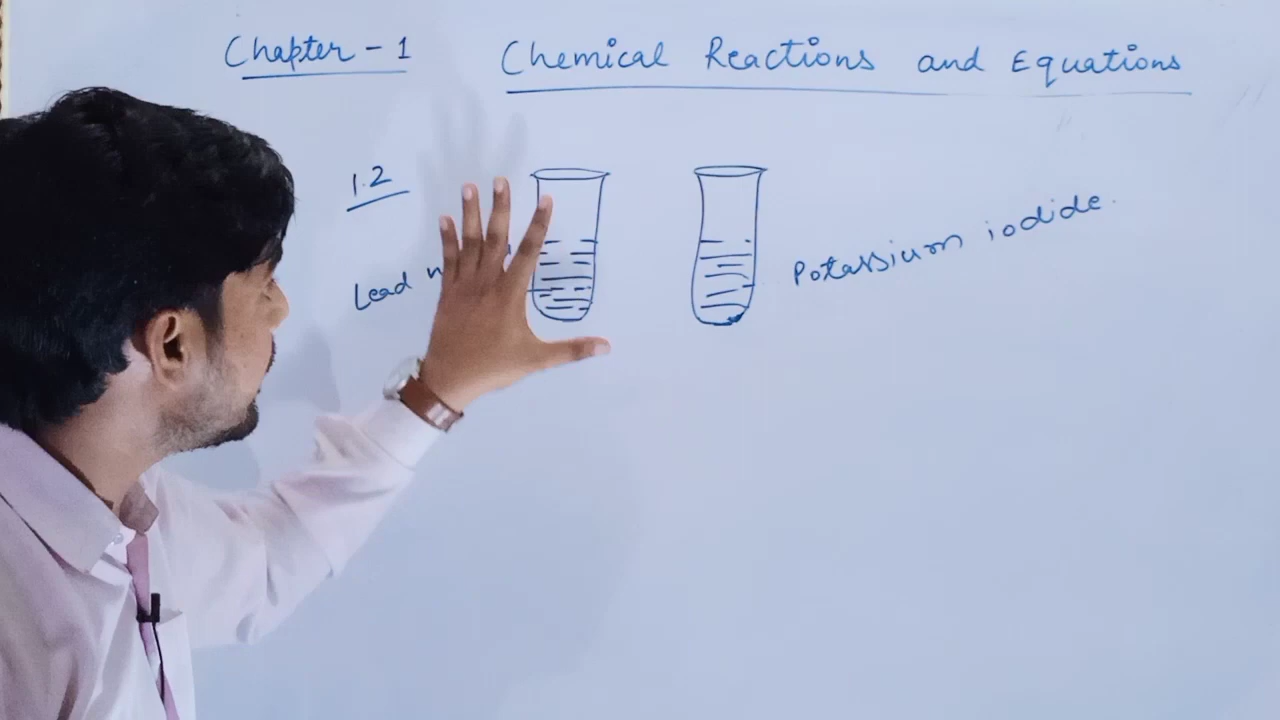 Chapter - 1 Chemical Reactions and Equations
1.2
Lead
Potassium iodide.